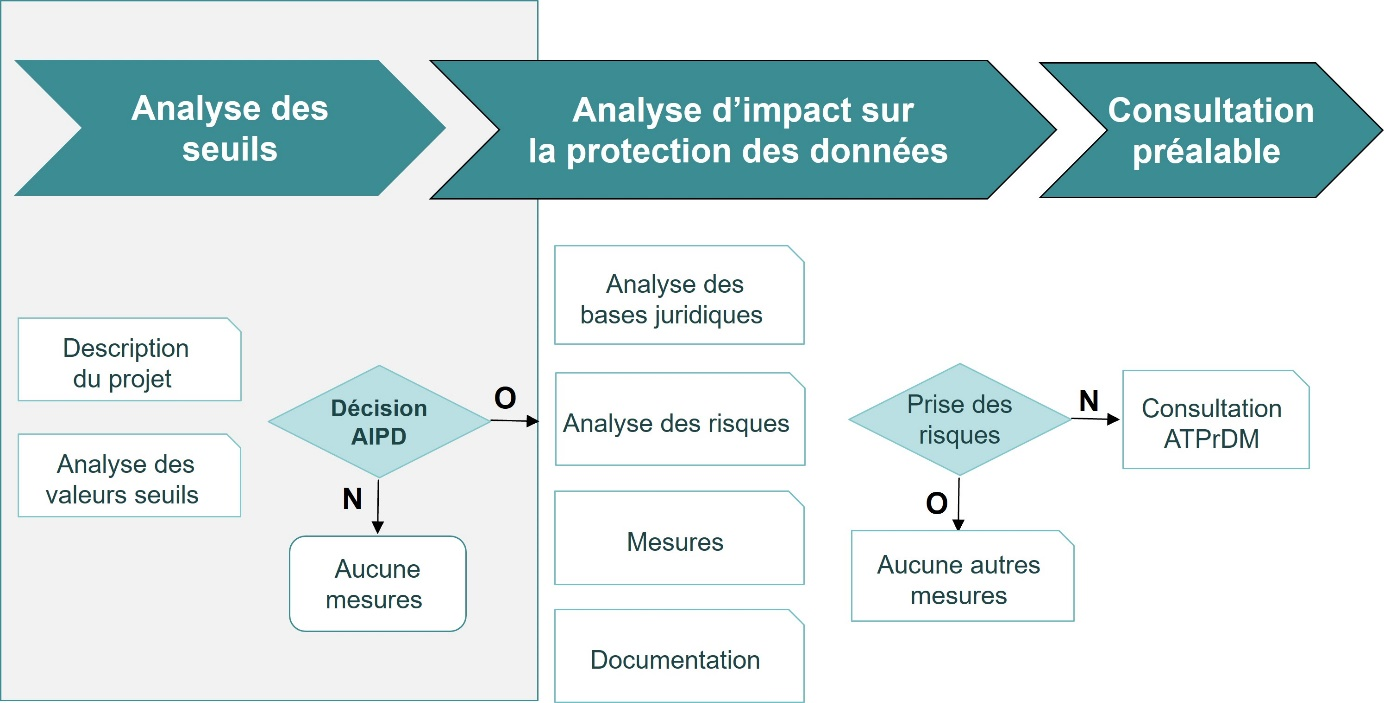 Analyse des
seuils
Analyse d’impact sur
la protection des données
Consultation
préalable
Description
du projet
Analyse des
valeurs seuils
Décision
AIPD
O
N
Aucune
mesures
Analyse des
bases juridiques
Analyse des risques
Mesures
Documentation
Prise des
risques
N
O
Consultation
ATPrDM
Aucune autres
mesures